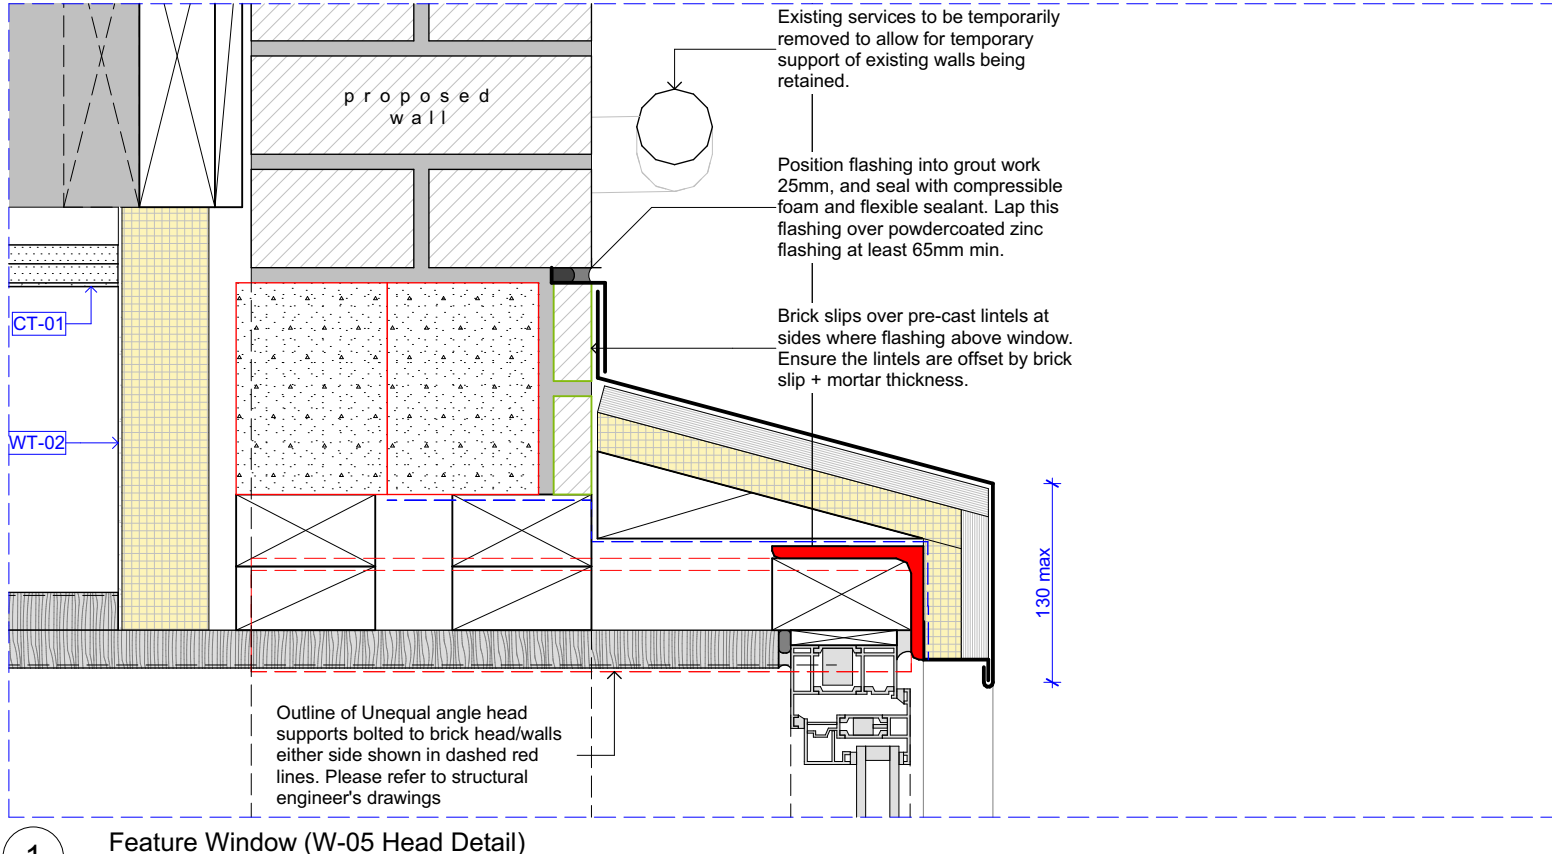 Existing services to be temporarily
removed to allow for temporary
support of existing walls being
retained.
proposed
wall
Position flashing into grout work
25mm, and seal with compressible
foam and flexible sealant. Lap this
flashing over powdercoated zinc
flashing at least 65mm min.
Brick slips over pre-cast lintels at
sides where flashing above window.
Ensure the lintels are offset by brick
slip + mortar thickness.
CT-01
WT-02
130 max
Outline of Unequal angle head
supports bolted to brick head/walls
either side shown in dashed red
lines. Please refer to structural
engineer's drawings
1
Feature Window (W-05 Head Detail)